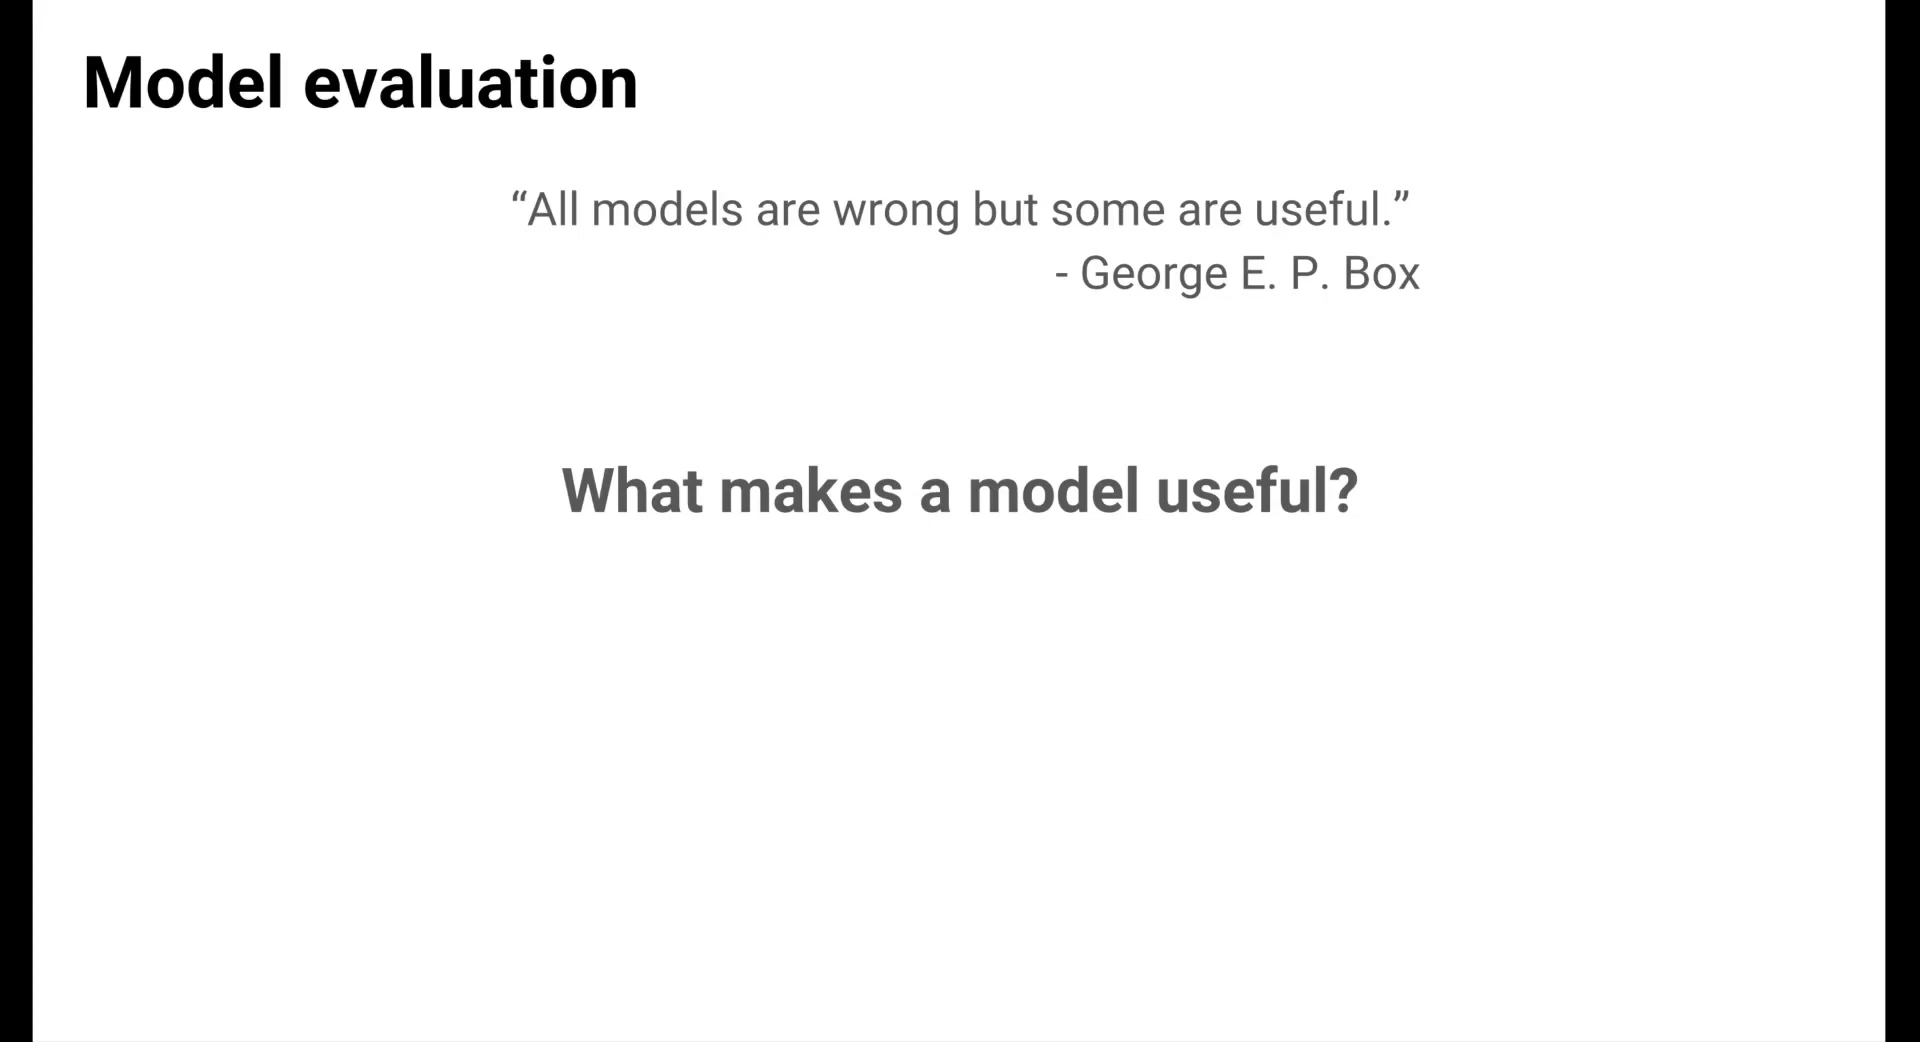 Model evaluation
“All models are wrong but some are useful.”
- George E. P. Box
What makes a model useful?